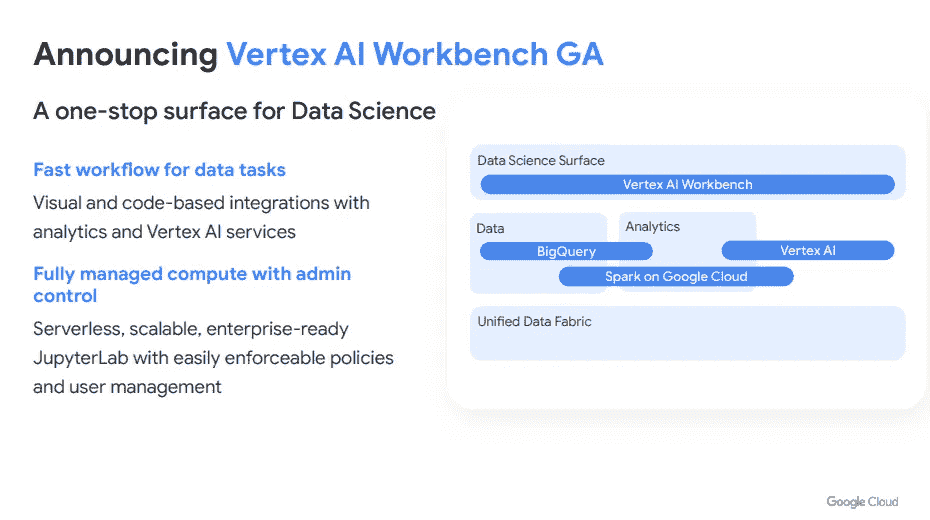 Announcing Vertex AI Workbench GA
A one-stop surface for Data Science
Fast workflow for data tasks
Visual and code-based integrations with
analytics and Vertex AI services
Fully managed compute with admin
control
Serverless, scalable, enterprise-ready
JupyterLab with easily enforceable policies
and user management
Data Science Surface
Vertex AI Workbench
Data
Analytics
BigQuery
Vertex AI
Spark on Google Cloud
Unified Data Fabric
Google Cloud